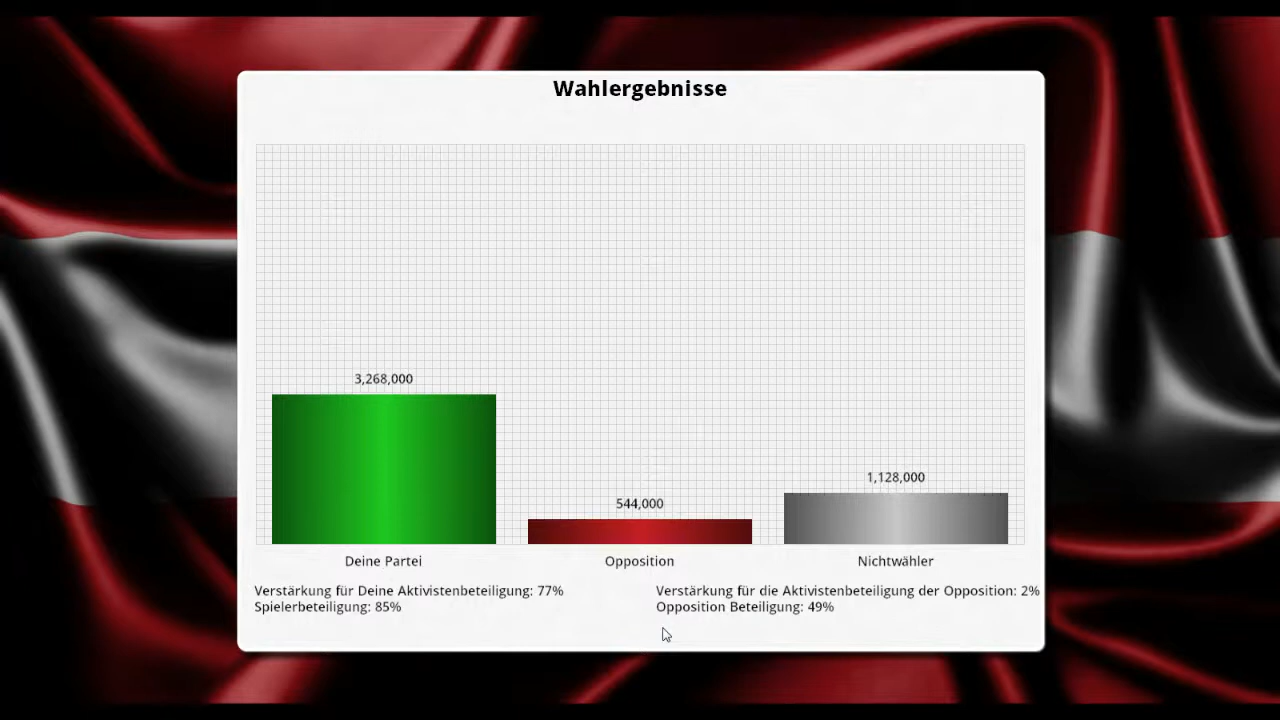 Wahlergebnisse
3,268,000
544,000
1,128,000
Deine Partei
Opposition
Nichtwähler
Verstärkung für Deine Aktivistenbeteiligung: 77%
Spielerbeteiligung: 85%
Verstärkung für die Aktivistenbeteiligung der Opposition: 2%
Opposition Beteiligung: 49%